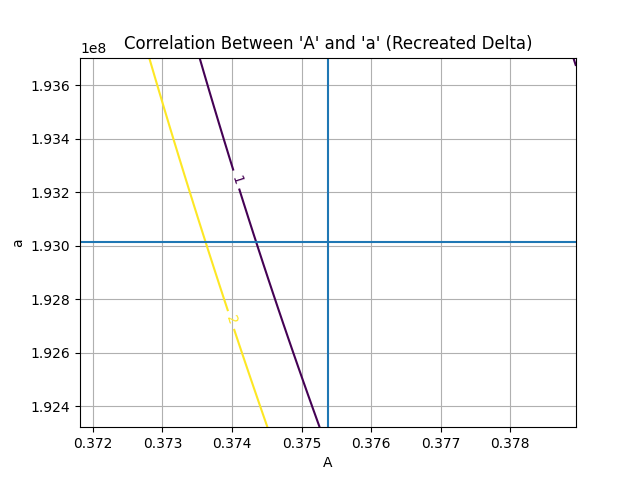 Correlation Between 'A' and 'a' (Recreated Delta)
1e8
1.936
1.934
1.932
1.930
1.928
1.926
1.924
a
1
2
0.372 0.373 0.374 0.375 0.376 0.377 0.378
A